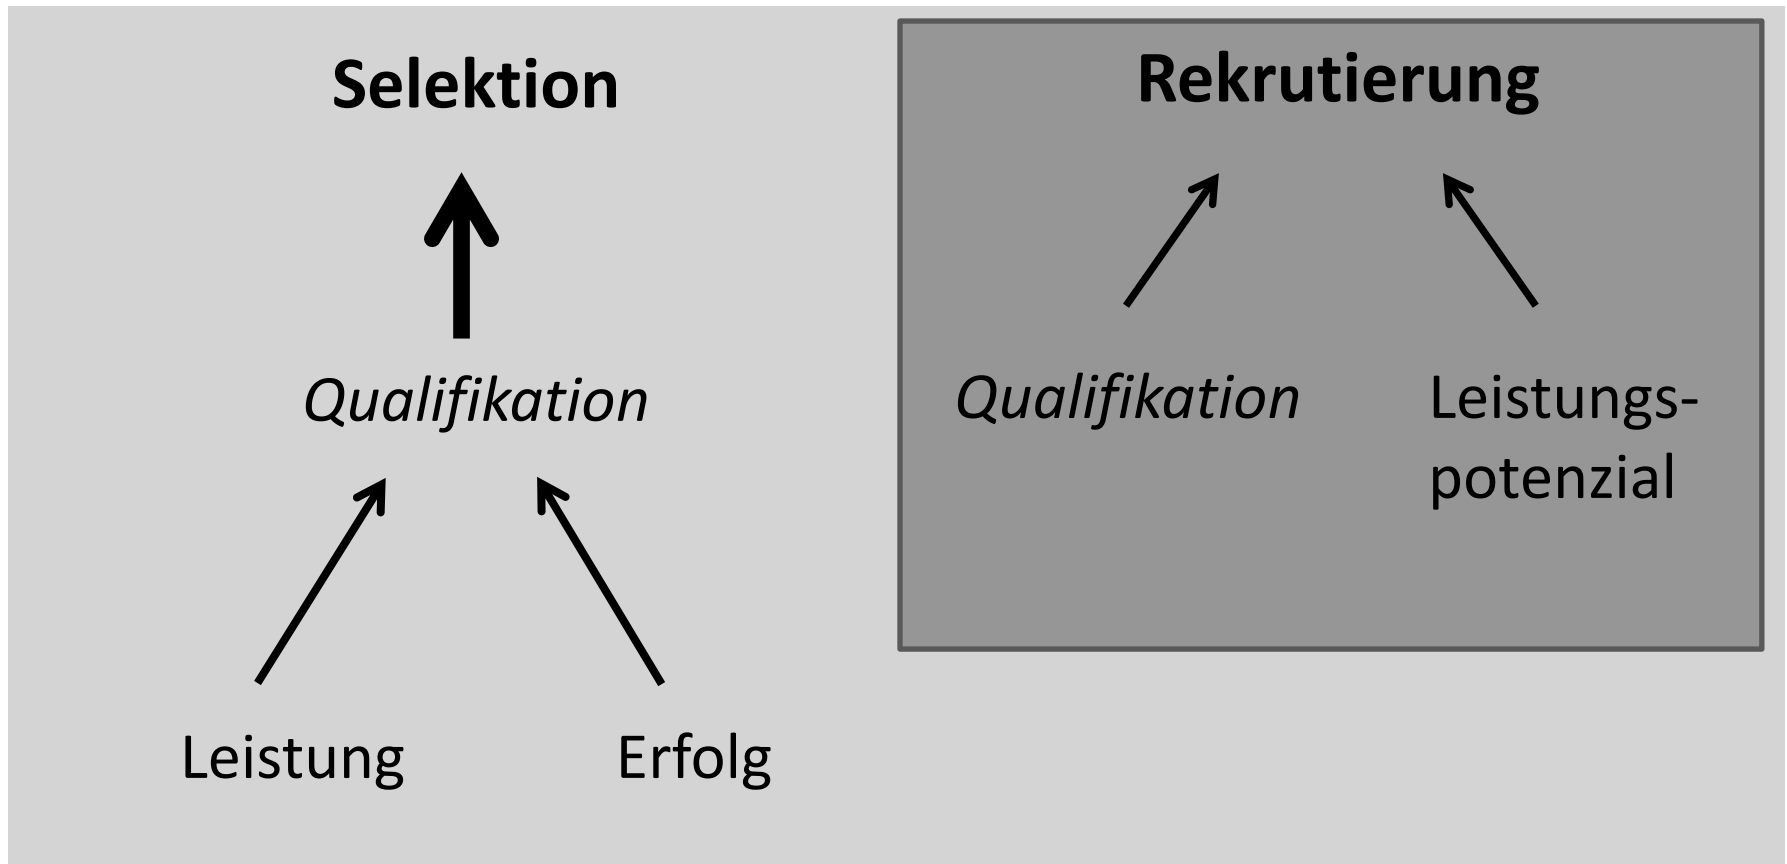 Selektion
Qualifikation
Leistung
Erfolg
Rekrutierung
Qualifikation
Leistungs-
potenzial